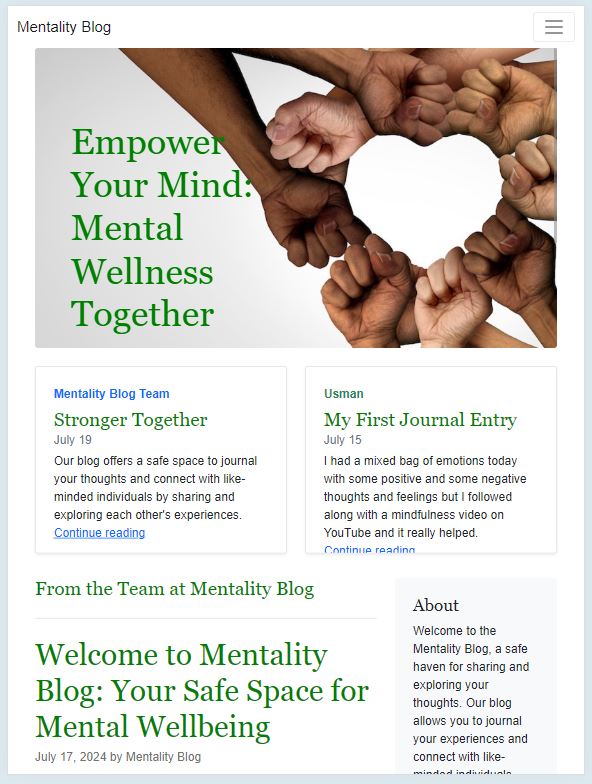 Mentality Blog
Empower
Your Mind:
Mental
Wellness
Together
Mentality Blog Team
Stronger Together
July 19
Our blog offers a safe space to journal
your thoughts and connect with like-
minded individuals by sharing and
exploring each other's experiences.
Continue reading
Usman
My First Journal Entry
July 15
I had a mixed bag of emotions today
with some positive and some negative
thoughts and feelings but I followed
along with a mindfulness video on
YouTube and it really helped.
Continue reading
From the Team at Mentality Blog
Welcome to Mentality
Blog: Your Safe Space for
Mental Wellbeing
July 17, 2024 by Mentality Blog
About
Welcome to the
Mentality Blog, a safe
haven for sharing and
exploring your
thoughts. Our blog
allows you to journal
your experiences and
connect with like-
minded individuals